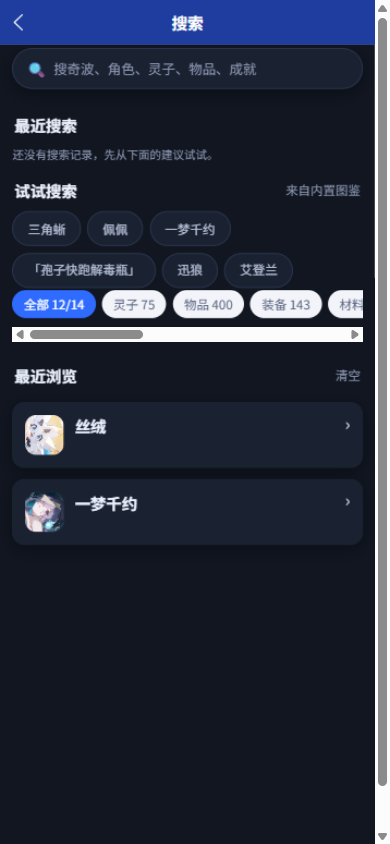 搜索
搜奇波、角色、灵子、物品、成就
最近搜索
还没有搜索记录，先从下面的建议试试。
试试搜索 来自内置图鉴
三角蜥 佩佩 一梦千约
「孢子快跑解毒瓶」 迅狼 艾登兰
全部 12/14 灵子 75 物品 400 装备 143 材料
最近浏览 清空
丝绒
一梦千约